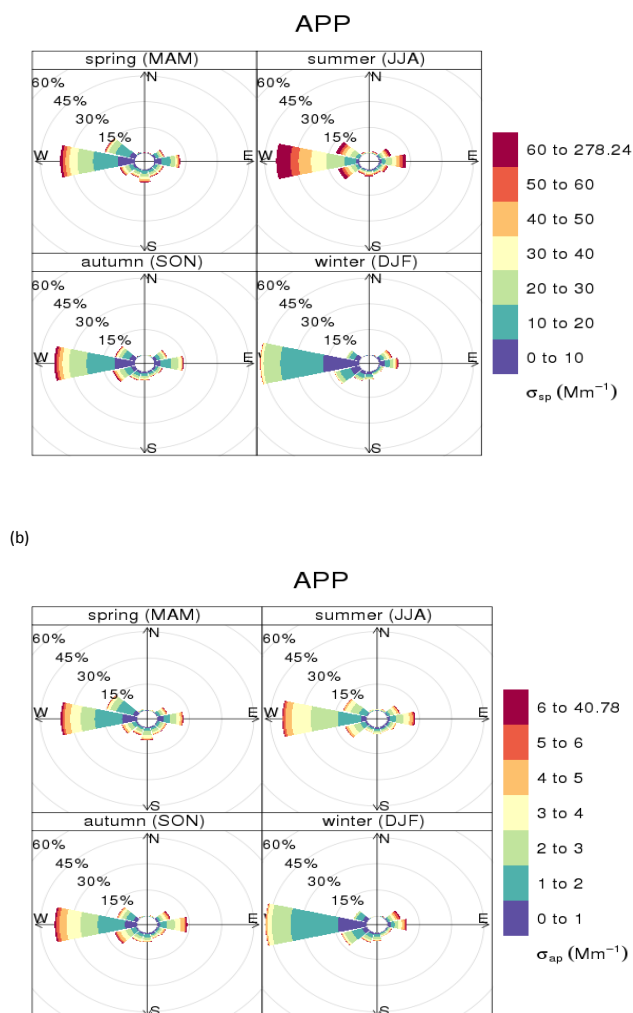 APP
spring (MAM)
summer (JJA)
60%
45%
30%
15%
N
W
E
S
60%
45%
30%
15%
N
W
E
S
autumn (SON)
winter (DJF)
60%
45%
30%
15%
N
W
E
S
60%
45%
30%
15%
N
E
S
60 to 278.24
50 to 60
40 to 50
30 to 40
20 to 30
10 to 20
0 to 10
σsp (Mm⁻¹)
(b)
APP
spring (MAM)
summer (JJA)
60%
45%
30%
15%
N
W
E
S
60%
45%
30%
15%
N
W
E
S
autumn (SON)
winter (DJF)
60%
45%
30%
15%
N
W
E
S
60%
45%
30%
15%
N
E
S
6 to 40.78
5 to 6
4 to 5
3 to 4
2 to 3
1 to 2
0 to 1
σap (Mm⁻¹)